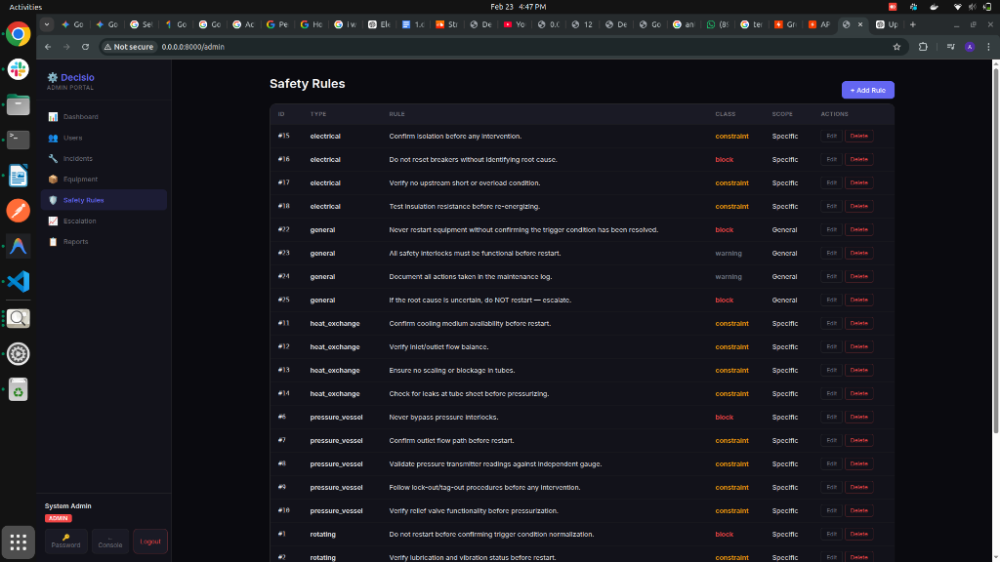 Activities
Feb 23 4:47 PM
Go
Go
Sel
Go
Go
Ac
Pe
Ho
i w
Ele
1.c
Str
De
Yo
0.0
12
De
Go
an
(85
ter
Gr
AF
Up
Not secure
0.0.0.0:8000/admin
A
Decisio
ADMIN PORTAL
Dashboard
Users
Incidents
Equipment
Safety Rules
Escalation
Reports
System Admin
ADMIN
Password
Console
Logout
Safety Rules
+ Add Rule
ID TYPE RULE CLASS SCOPE ACTIONS
#15 electrical Confirm isolation before any intervention. constraint Specific Edit Delete
#16 electrical Do not reset breakers without identifying root cause. block Specific Edit Delete
#17 electrical Verify no upstream short or overload condition. constraint Specific Edit Delete
#18 electrical Test insulation resistance before re-energizing. constraint Specific Edit Delete
#22 general Never restart equipment without confirming the trigger condition has been resolved. block General Edit Delete
#23 general All safety interlocks must be functional before restart. warning General Edit Delete
#24 general Document all actions taken in the maintenance log. warning General Edit Delete
#25 general If the root cause is uncertain, do NOT restart — escalate. block General Edit Delete
#11 heat_exchange Confirm cooling medium availability before restart. constraint Specific Edit Delete
#12 heat_exchange Verify inlet/outlet flow balance. constraint Specific Edit Delete
#13 heat_exchange Ensure no scaling or blockage in tubes. constraint Specific Edit Delete
#14 heat_exchange Check for leaks at tube sheet before pressurizing. constraint Specific Edit Delete
#6 pressure_vessel Never bypass pressure interlocks. block Specific Edit Delete
#7 pressure_vessel Confirm outlet flow path before restart. constraint Specific Edit Delete
#8 pressure_vessel Validate pressure transmitter readings against independent gauge. constraint Specific Edit Delete
#9 pressure_vessel Follow lock-out/tag-out procedures before any intervention. constraint Specific Edit Delete
#10 pressure_vessel Verify relief valve functionality before pressurization. constraint Specific Edit Delete
#1 rotating Do not restart before confirming trigger condition normalization. block Specific Edit Delete
#2 rotating Verify lubrication and vibration status before restart. constraint Specific Edit Delete